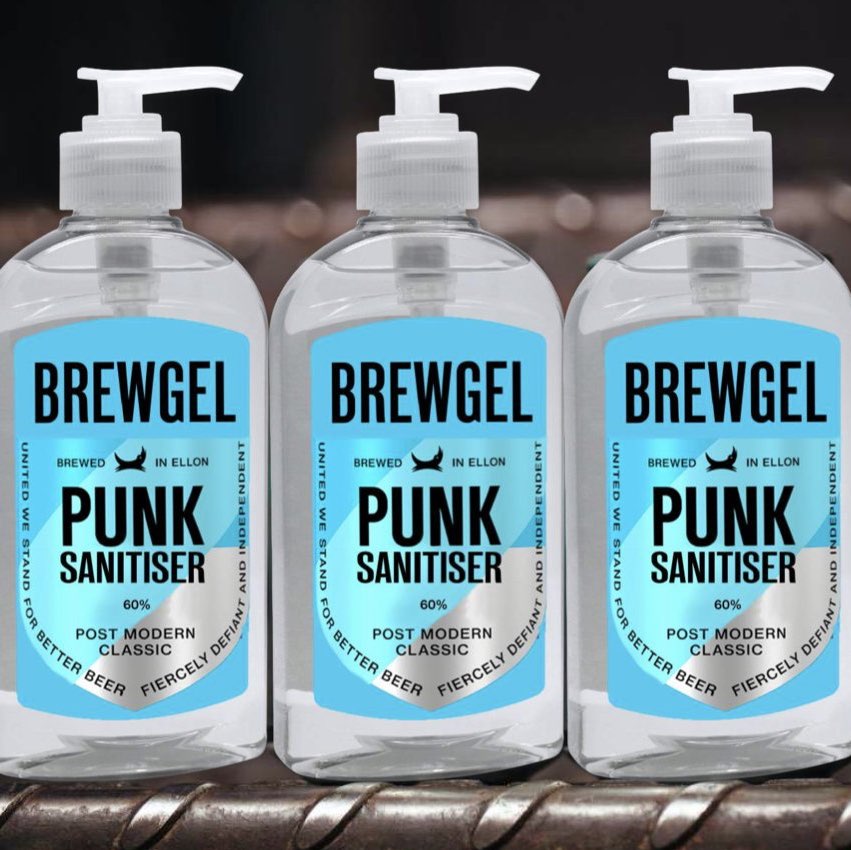 BREWGEL
BREWED IN ELLON
PUNK
SANITISER
60%
POST MODERN
CLASSIC
UNITED WE STAND FOR BETTER BEER
FIERCELY DEFIANT AND INDEPENDENT
BREWGEL
BREWED IN ELLON
PUNK
SANITISER
60%
POST MODERN
CLASSIC
UNITED WE STAND FOR BETTER BEER
FIERCELY DEFIANT AND INDEPENDENT
BREWGEL
BREWED IN ELLON
PUNK
SANITISER
60%
POST MODERN
CLASSIC
UNITED WE STAND FOR BETTER BEER
FIERCELY DEFIANT AND INDEPENDENT